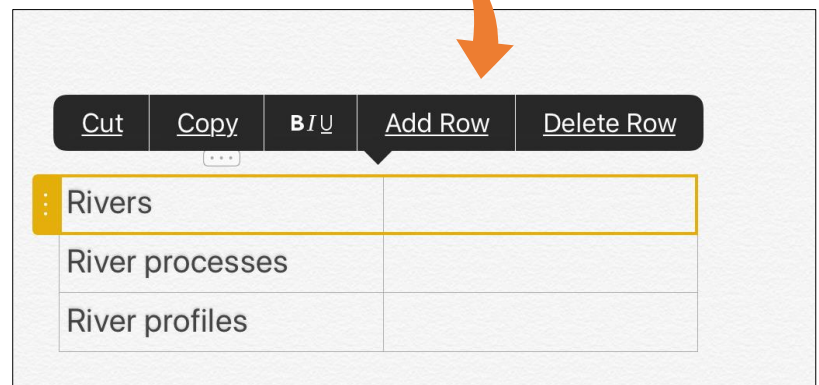 Cut Copy BIU Add Row Delete Row
Rivers
River processes
River profiles